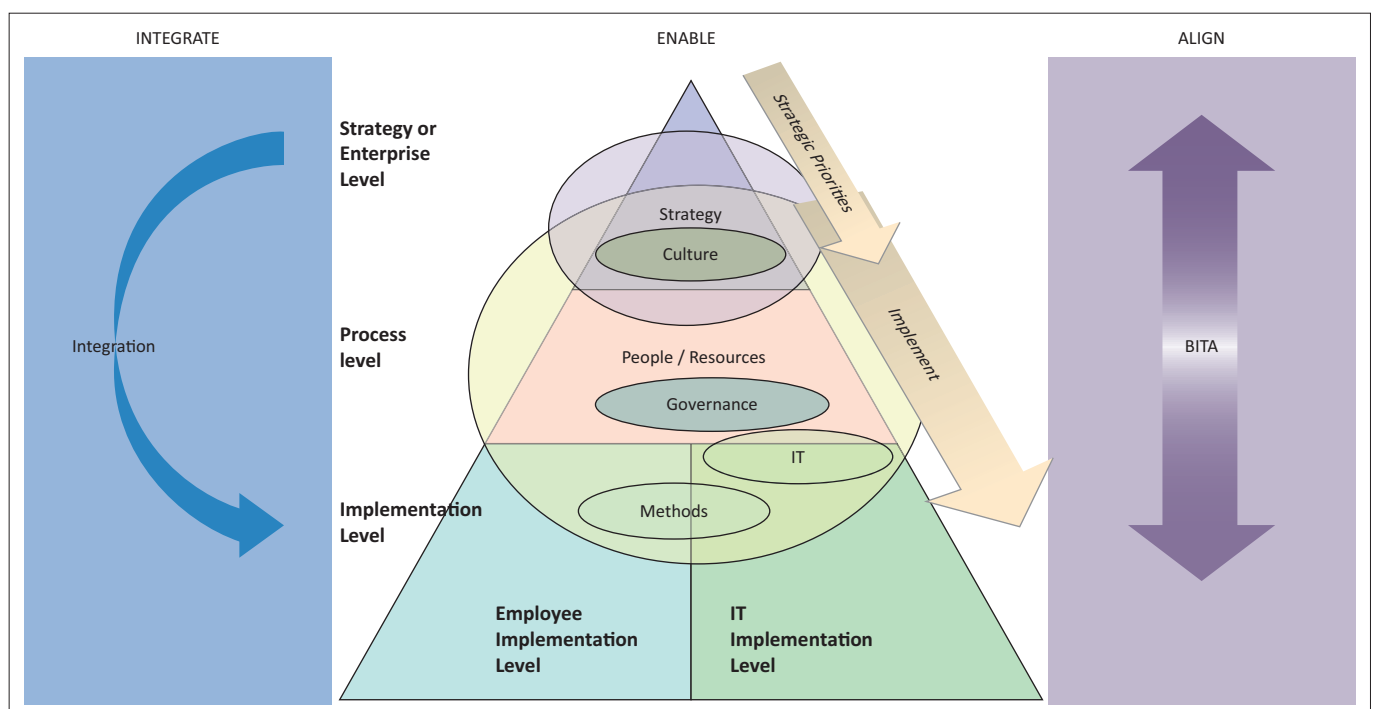 INTEGRATE
ENABLE
ALIGN
Strategy or
Enterprise
Level
Strategic Priorities
Strategy
Culture
Process
level
Integration
People / Resources
Implement
BITA
Governance
IT
Implementation
Level
Methods
Employee
Implementation
Level
IT
Implementation
Level